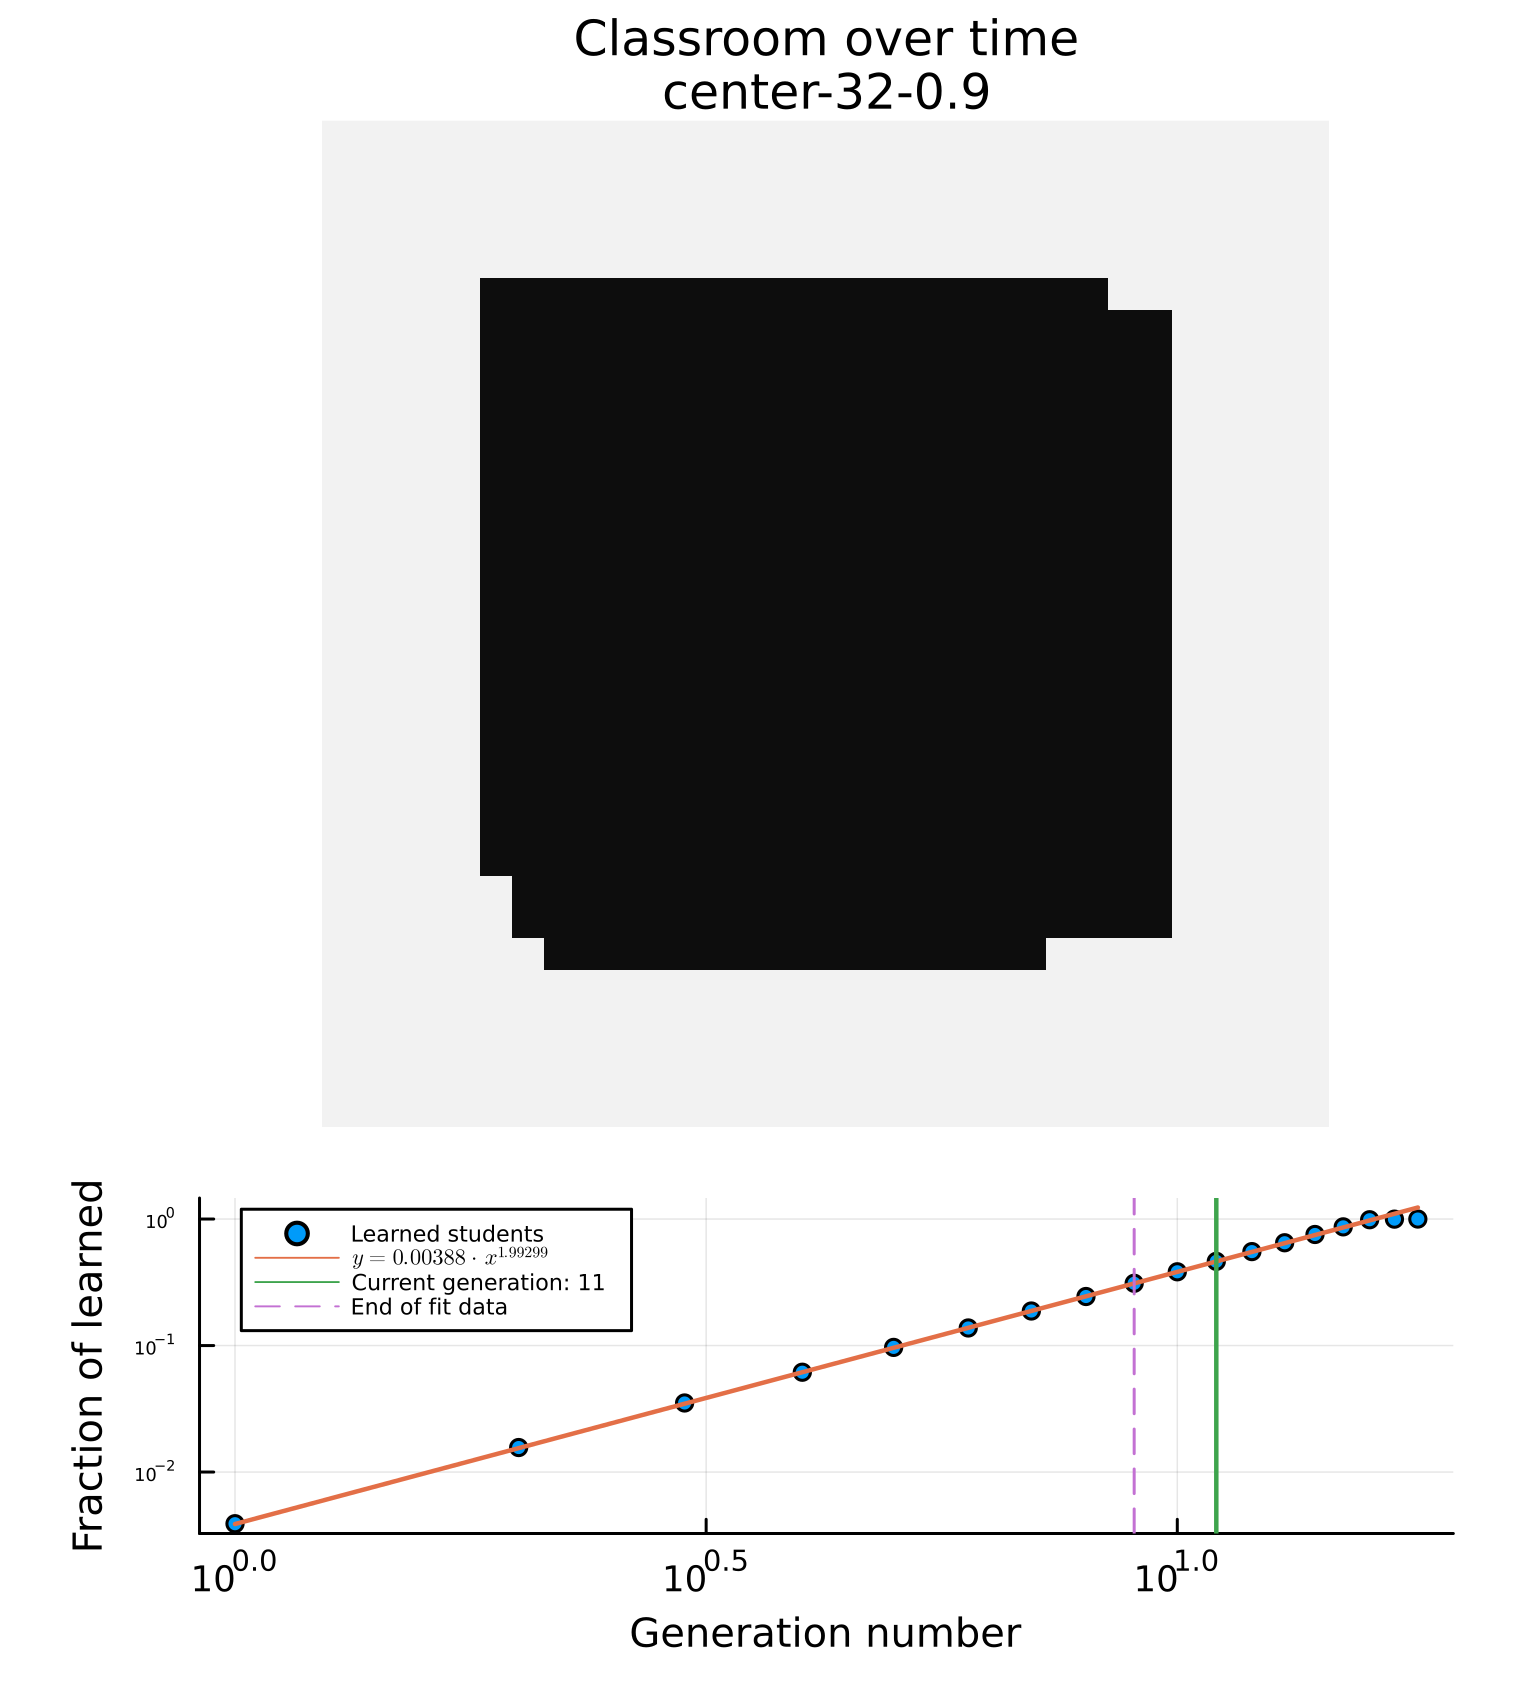 Classroom over time
center-32-0.9
Fraction of learned
10^0
10^-1
10^-2
Learned students
y = 0.00388 · x^1.99299
Current generation: 11
End of fit data
10^0.0
10^0.5
10^1.0
Generation number